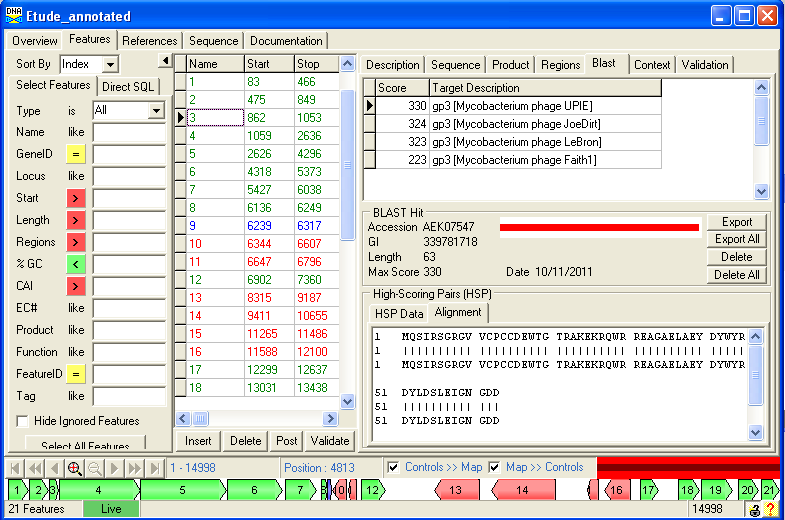 Etude_annotated
Overview Features References Sequence Documentation
Sort By Index
Select Features Direct SQL
Type is All
Name like
GeneID =
Locus like
Start >
Length >
Regions >
% GC <
CAI >
EC# like
Product like
Function like
FeatureID =
Tag like
Hide Ignored Features
Select All Features
Name Start Stop
1 83 466
2 475 849
3 862 1053
4 1059 2636
5 2626 4296
6 4318 5373
7 5427 6038
8 6136 6249
9 6239 6317
10 6344 6607
11 6647 6796
12 6902 7360
13 8315 9187
14 9411 10655
15 11265 11486
16 11588 12100
17 12299 12637
18 13031 13438
Insert Delete Post Validate
Description Sequence Product Regions Blast Context Validation
Score Target Description
330 gp3 [Mycobacterium phage UPIE]
324 gp3 [Mycobacterium phage JoeDirt]
323 gp3 [Mycobacterium phage LeBron]
223 gp3 [Mycobacterium phage Faith1]
BLAST Hit
Accession AEK07547
GI 339781718
Length 63
Max Score 330 Date 10/11/2011
Export
Export All
Delete
Delete All
High-Scoring Pairs (HSP)
HSP Data Alignment
1 MQSIRSGRGV VCPCCDEWTG TRAKEKRQWR REAGAELAEY DYWYR
1 |||||||||| |||||||||| |||||||||| |||||||||| |||||
1 MQSIRSGRGV VCPCCDEWTG TRAKEKRQWR REAGAELAEY DYWYR
51 DYLDSLEIGN GDD
51 |||||||||| |||
51 DYLDSLEIGN GDD
1 - 14998 Position : 4813 Controls >> Map Map >> Controls
1 2 3 4 5 6 7 8 12 13 14 16 17 18 19 20 21
21 Features Live 14998